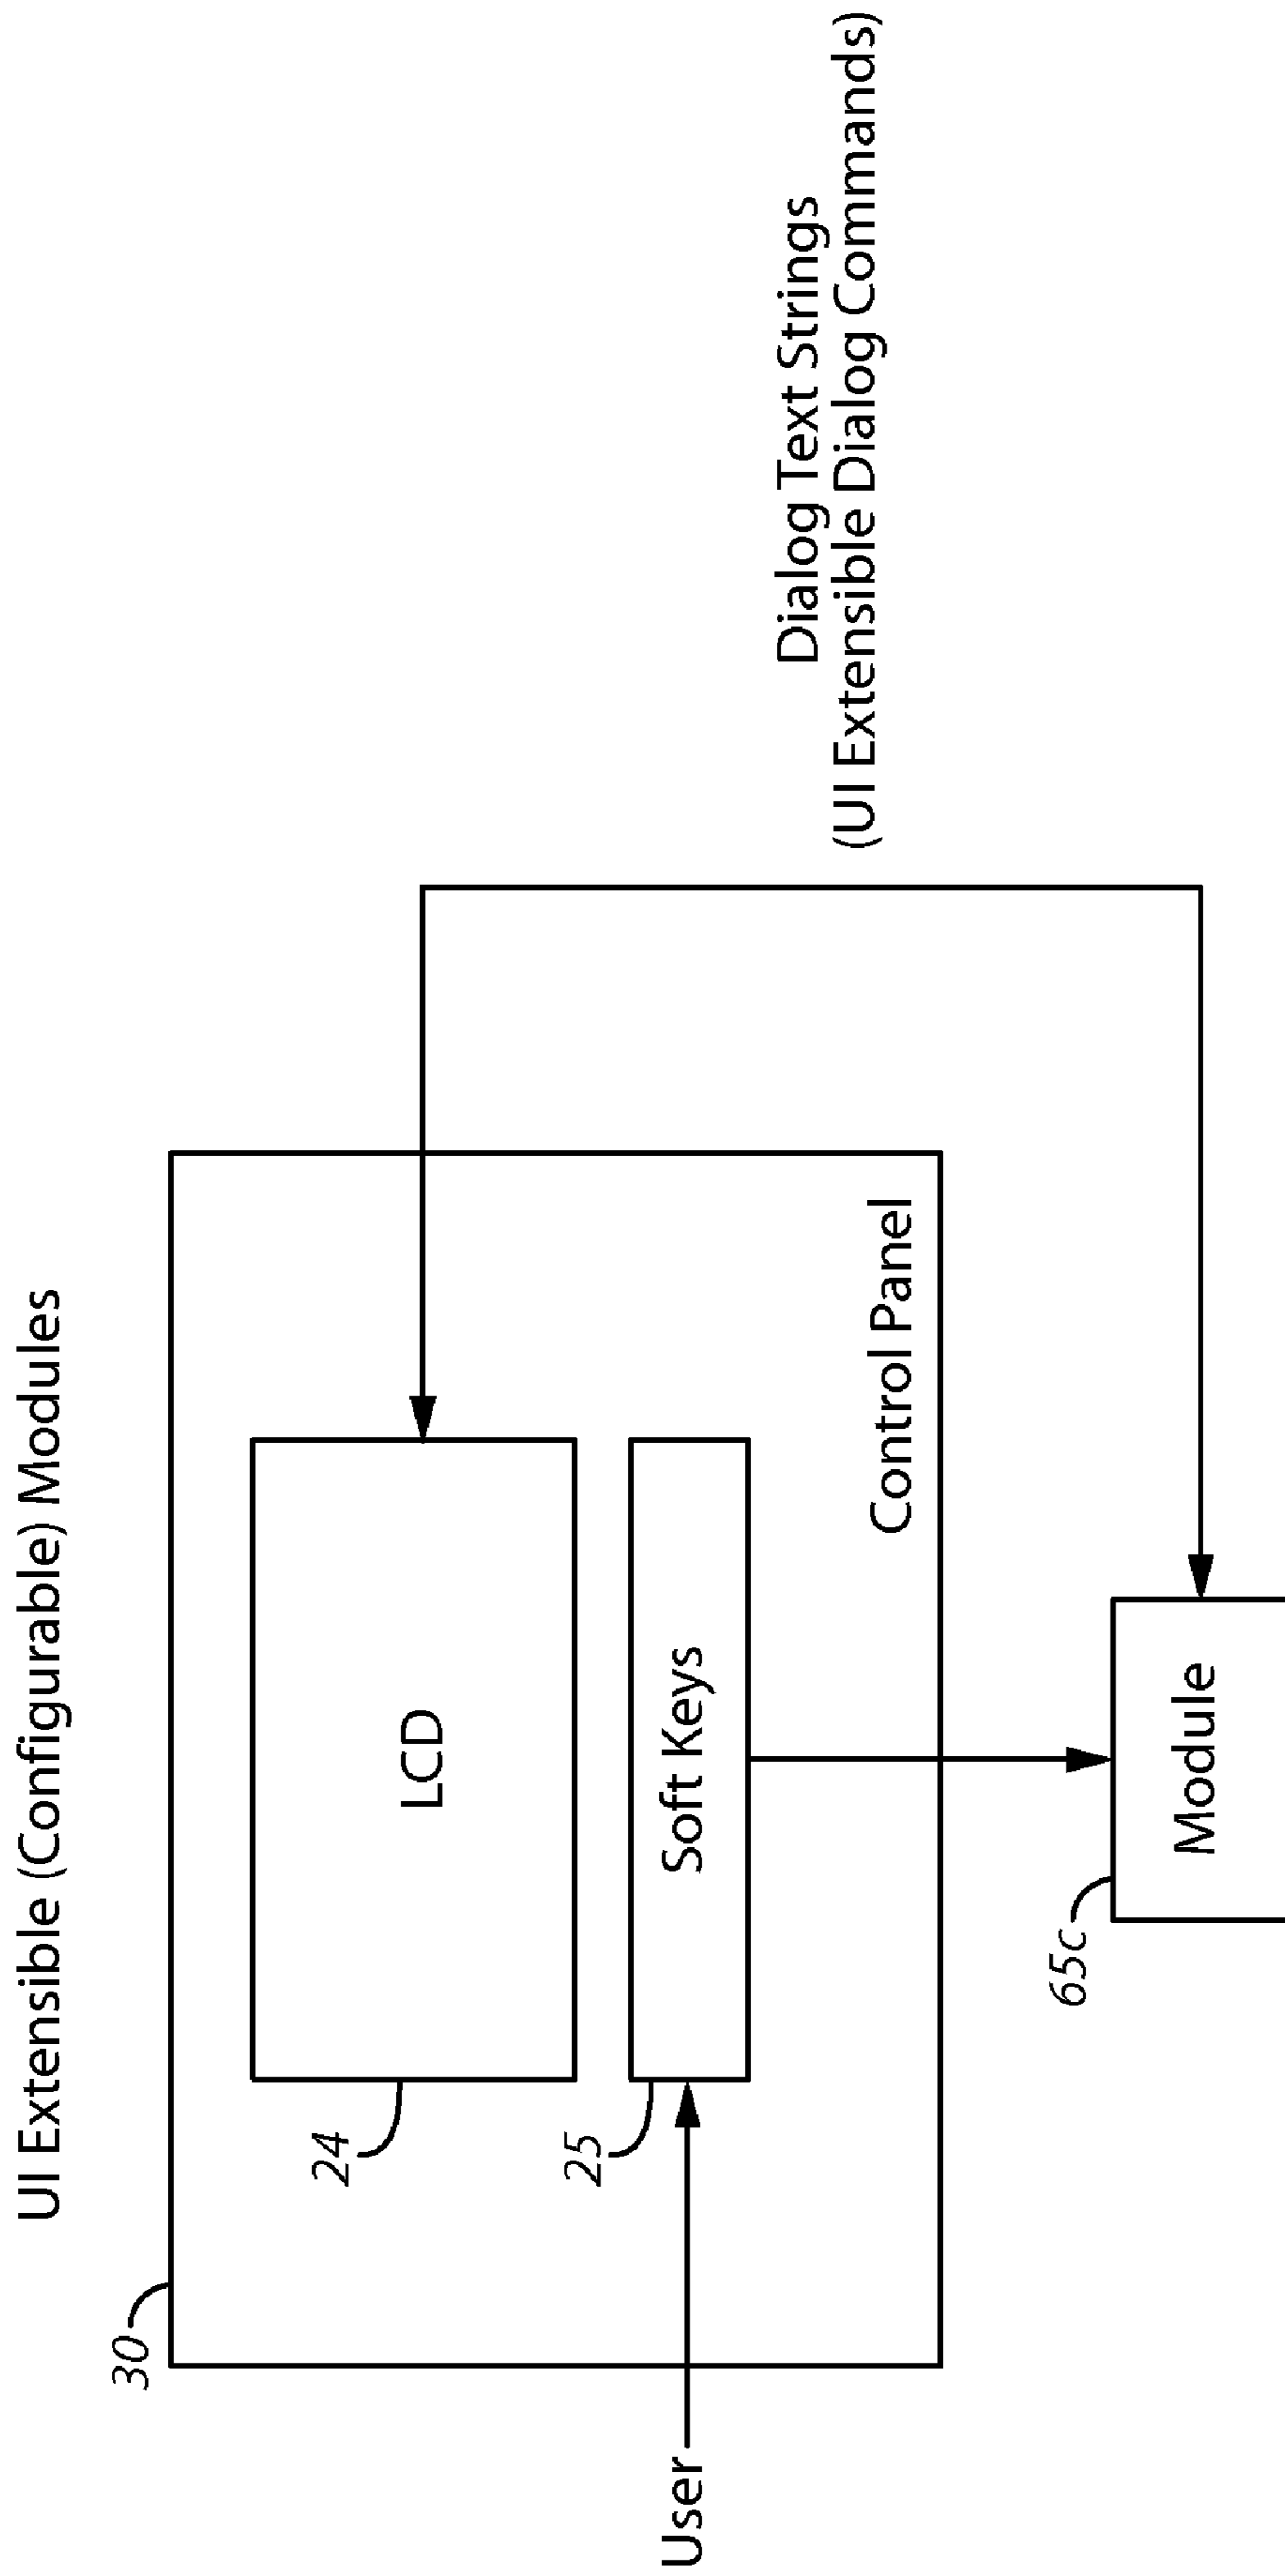 UI Extensible (Configurable) Modules
30
24
LCD
25
Soft Keys
User
Control Panel
Dialog Text Strings
(UI Extensible Dialog Commands)
65c
Module